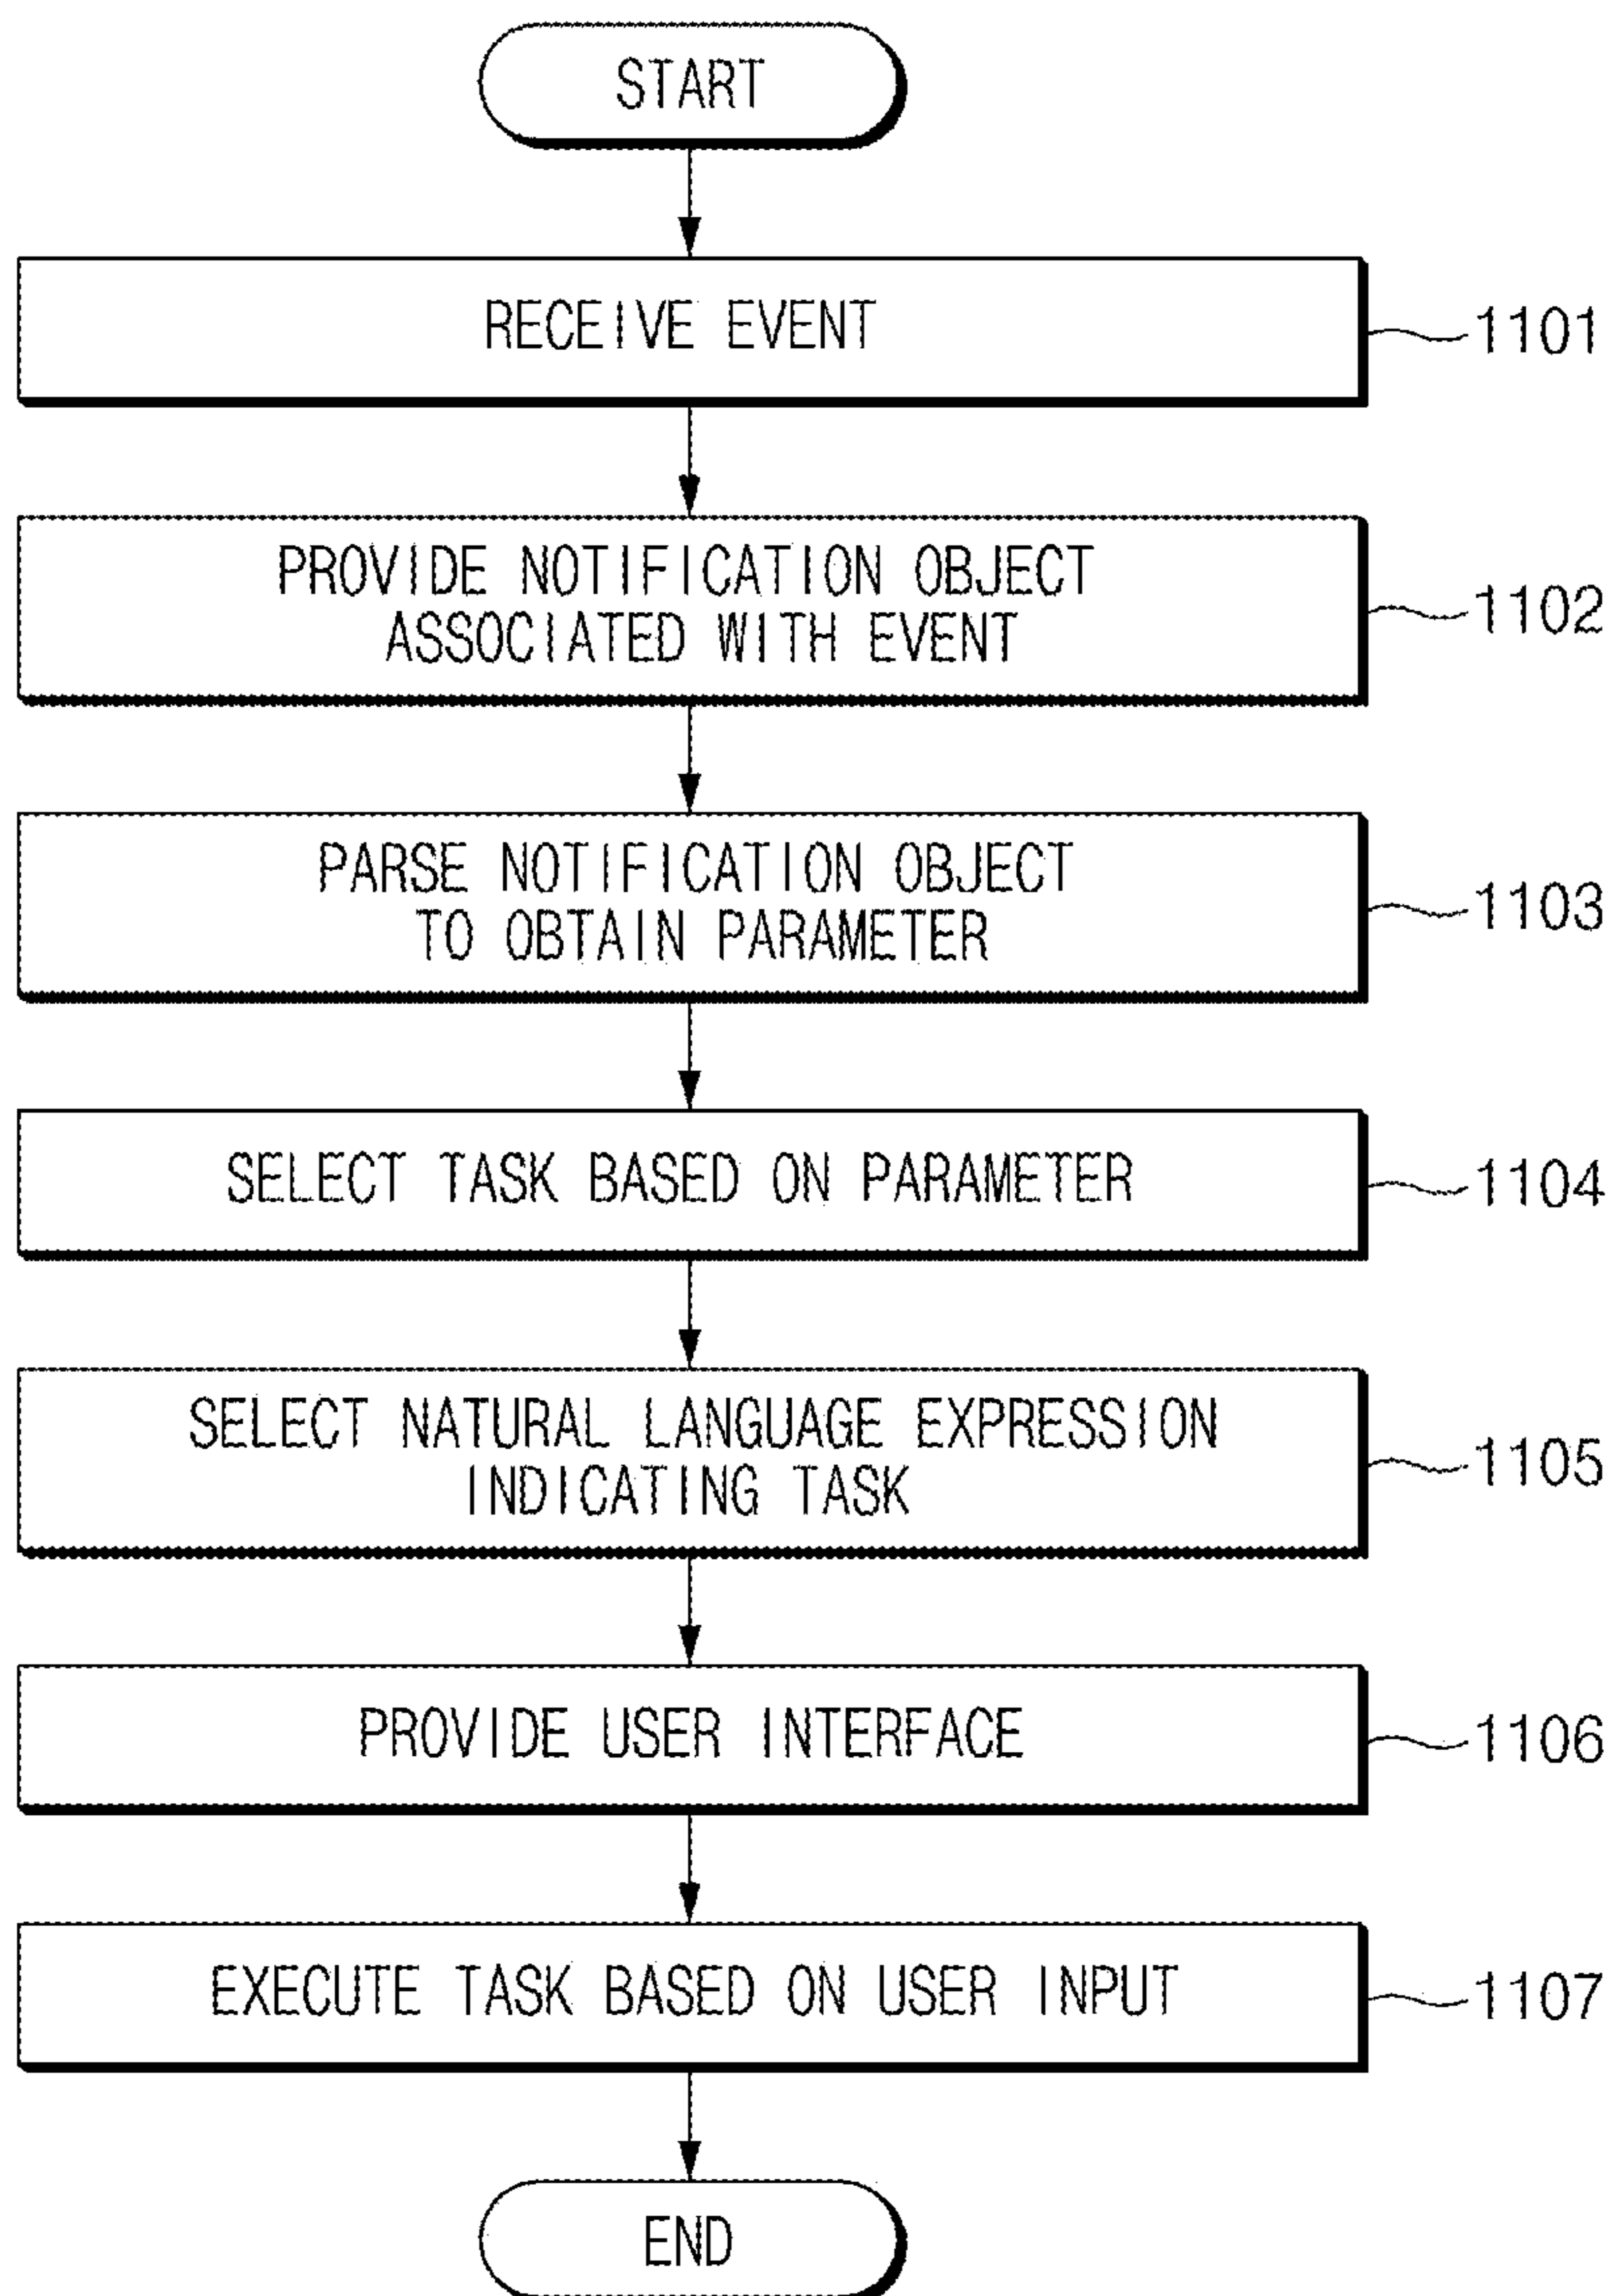 START
RECEIVE EVENT
1101
PROVIDE NOTIFICATION OBJECT
ASSOCIATED WITH EVENT
1102
PARSE NOTIFICATION OBJECT
TO OBTAIN PARAMETER
1103
SELECT TASK BASED ON PARAMETER
1104
SELECT NATURAL LANGUAGE EXPRESSION
INDICATING TASK
1105
PROVIDE USER INTERFACE
1106
EXECUTE TASK BASED ON USER INPUT
1107
END